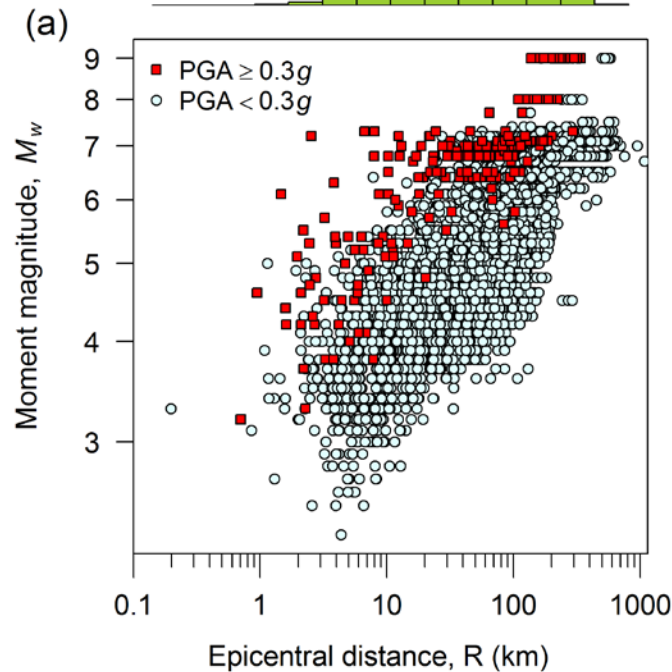 (a)
PGA ≥ 0.3g
PGA < 0.3g
9
8
7
6
5
4
3
Moment magnitude, M_w
0.1 1 10 100 1000
Epicentral distance, R (km)